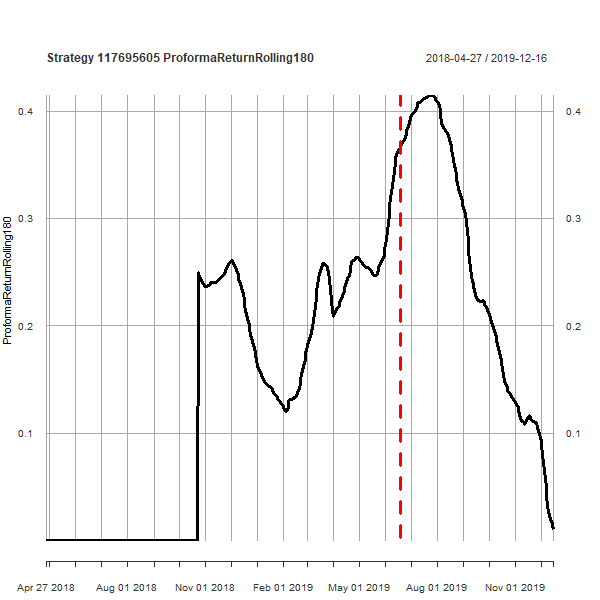 Strategy 117695605 ProformaReturnRolling180
2018-04-27 / 2019-12-16
0.4
0.4
0.3
0.3
0.2
0.2
0.1
0.1
ProformaReturnRolling180
Apr 27 2018
Aug 01 2018
Nov 01 2018
Feb 01 2019
May 01 2019
Aug 01 2019
Nov 01 2019